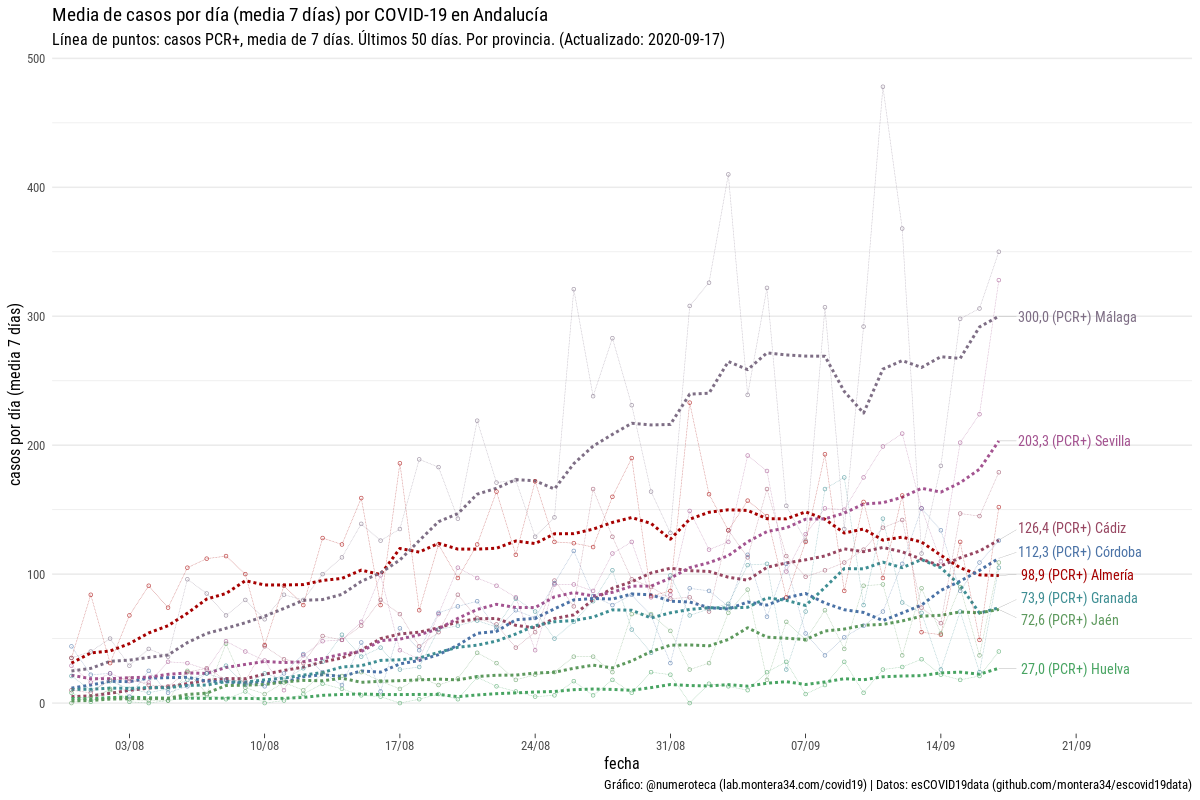 Media de casos por día (media 7 días) por COVID-19 en Andalucía
Línea de puntos: casos PCR+, media de 7 días. Últimos 50 días. Por provincia. (Actualizado: 2020-09-17)
casos por día (media 7 días)
500
400
300
200
100
0
300,0 (PCR+) Málaga
203,3 (PCR+) Sevilla
126,4 (PCR+) Cádiz
112,3 (PCR+) Córdoba
98,9 (PCR+) Almería
73,9 (PCR+) Granada
72,6 (PCR+) Jaén
27,0 (PCR+) Huelva
03/08
10/08
17/08
24/08
31/08
07/09
14/09
21/09
fecha
Gráfico: @numeroteca (lab.montera34.com/covid19) | Datos: esCOVID19data (github.com/montera34/escovid19data)